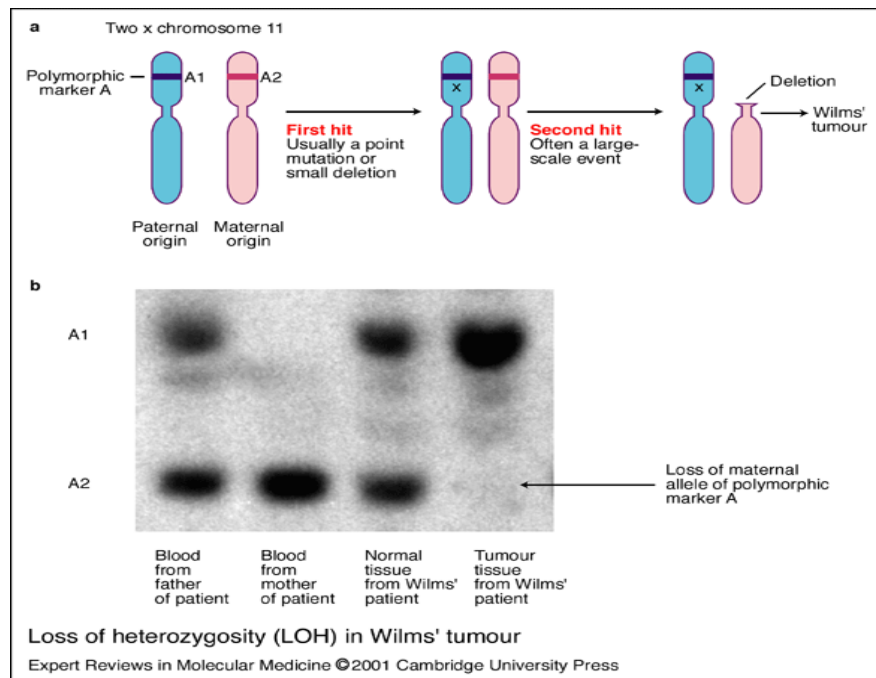 a Two x chromosome 11
Polymorphic
marker A
A1
A2
First hit
Usually a point
mutation or
small deletion
x
Second hit
Often a large-
scale event
x
Deletion
Wilms'
tumour
Paternal
origin
Maternal
origin
b
A1
A2
Loss of maternal
allele of polymorphic
marker A
Blood
from
father
of patient
Blood
from
mother
of patient
Normal
tissue
from Wilms'
patient
Tumour
tissue
from Wilms'
patient
Loss of heterozygosity (LOH) in Wilms' tumour
Expert Reviews in Molecular Medicine ©2001 Cambridge University Press